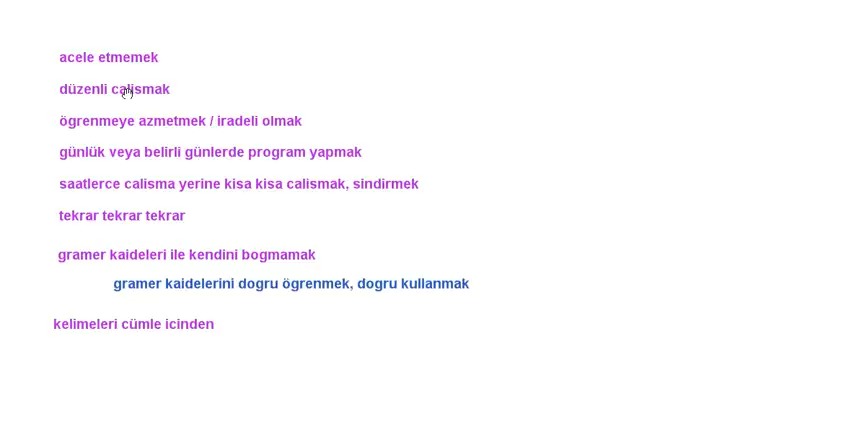 acele etmemek
düzenli calismak
ögrenmeye azmetmek / iradeli olmak
günlük veya belirli günlerde program yapmak
saatlerce calisma yerine kisa kisa calismak, sindirmek
tekrar tekrar tekrar
gramer kaideleri ile kendini bogmamak
gramer kaidelerini dogru ögrenmek, dogru kullanmak
kelimeleri cümle icinden